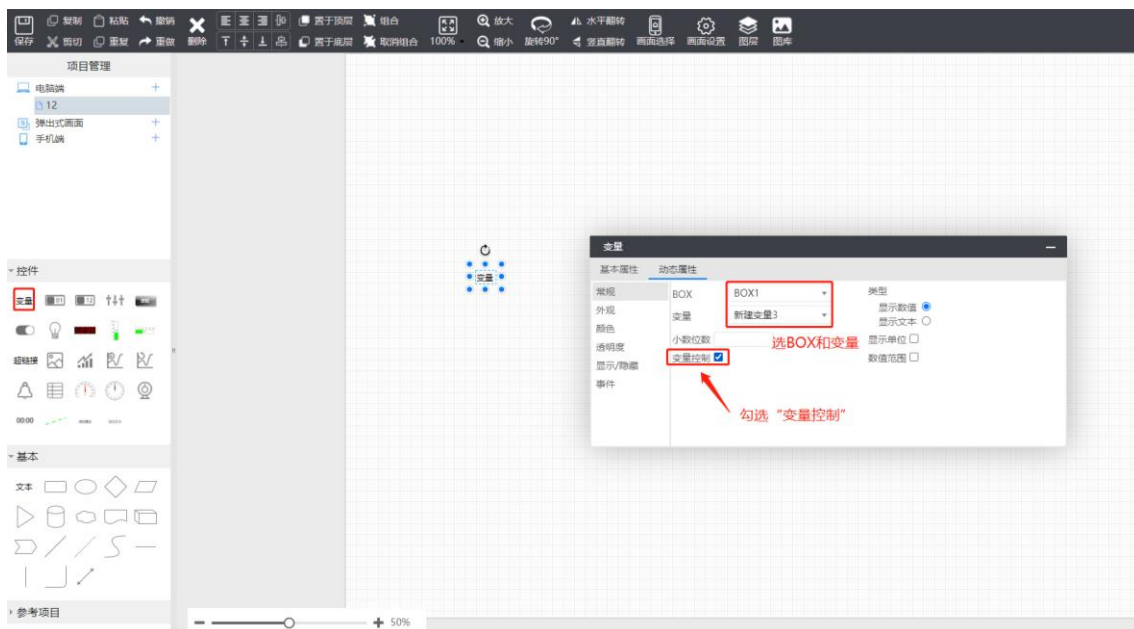 复制 粘贴 撤销 置于顶层 组合 放大 水平翻转
保存 剪切 重复 重做 删除 置于底层 取消组合 100% 缩小 旋转90° 竖直翻转 画面选择 画面设置 图层 图库
项目管理
电脑端
12
弹出式画面
手机端
控件
变量
超链接
00:00
基本
文本
参考项目
变量
变量
基本属性 动态属性
常规
外观
颜色
透明度
显示/隐藏
事件
BOX BOX1
变量 新建变量3
小数位数
变量控制
选BOX和变量
勾选“变量控制”
类型
显示数值
显示文本
显示单位
数值范围
50%